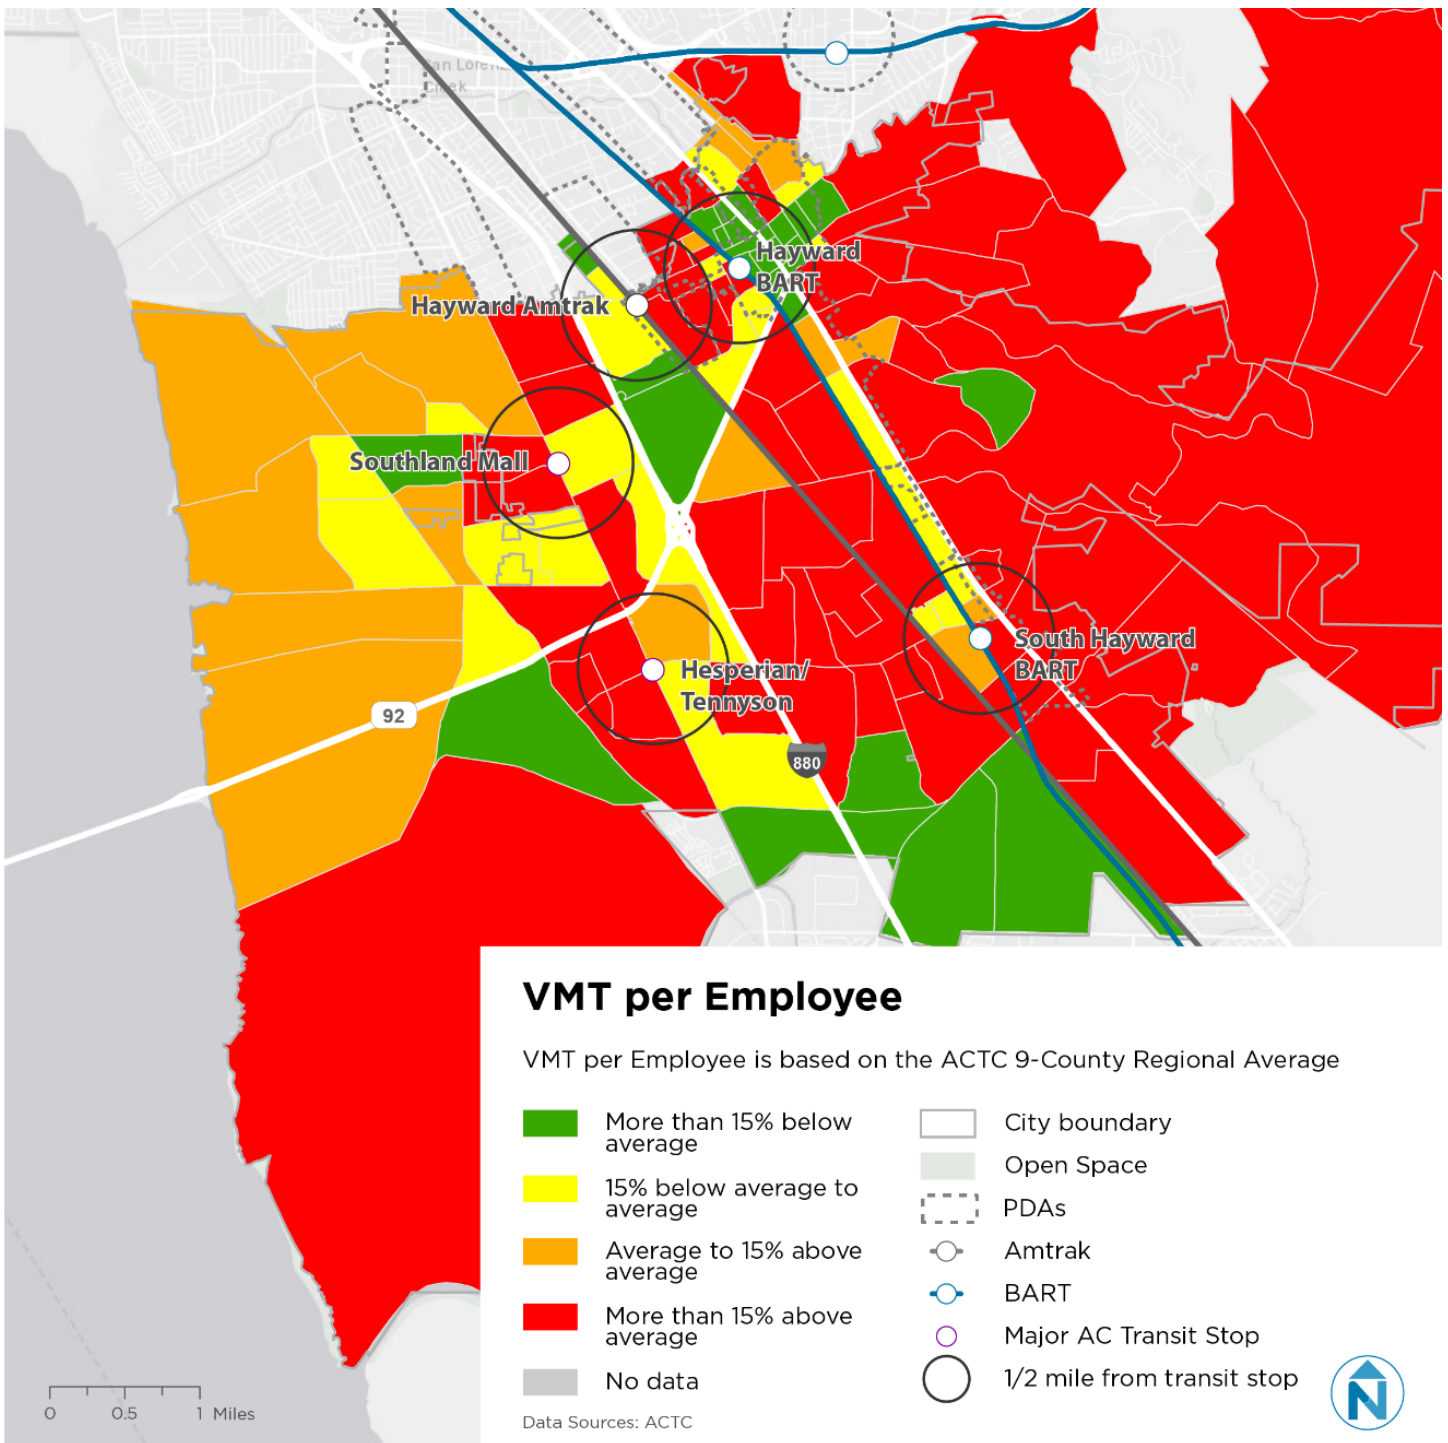 San Lorenzo
Creek
Hayward
BART
Hayward Amtrak
Southland Mall
South Hayward
BART
Hesperian/
Tennyson
92
880
VMT per Employee
VMT per Employee is based on the ACTC 9-County Regional Average
More than 15% below
average
15% below average to
average
Average to 15% above
average
More than 15% above
average
No data
Data Sources: ACTC
City boundary
Open Space
PDAs
Amtrak
BART
Major AC Transit Stop
1/2 mile from transit stop
N
0 0.5 1 Miles